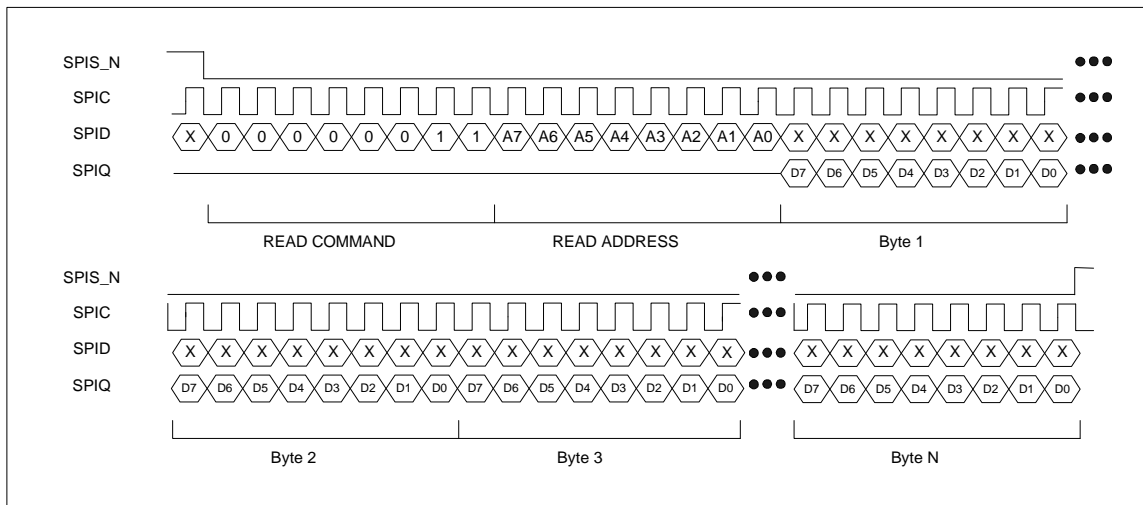 SPIS_N
SPIC
SPID X 0 0 0 0 0 0 1 1 A7 A6 A5 A4 A3 A2 A1 A0 X X X X X X X X
SPIQ D7 D6 D5 D4 D3 D2 D1 D0
READ COMMAND READ ADDRESS Byte 1
SPIS_N
SPIC
SPID X X X X X X X X X X X X X X X X X X X X X X X X
SPIQ D7 D6 D5 D4 D3 D2 D1 D0 D7 D6 D5 D4 D3 D2 D1 D0 D7 D6 D5 D4 D3 D2 D1 D0
Byte 2 Byte 3 Byte N